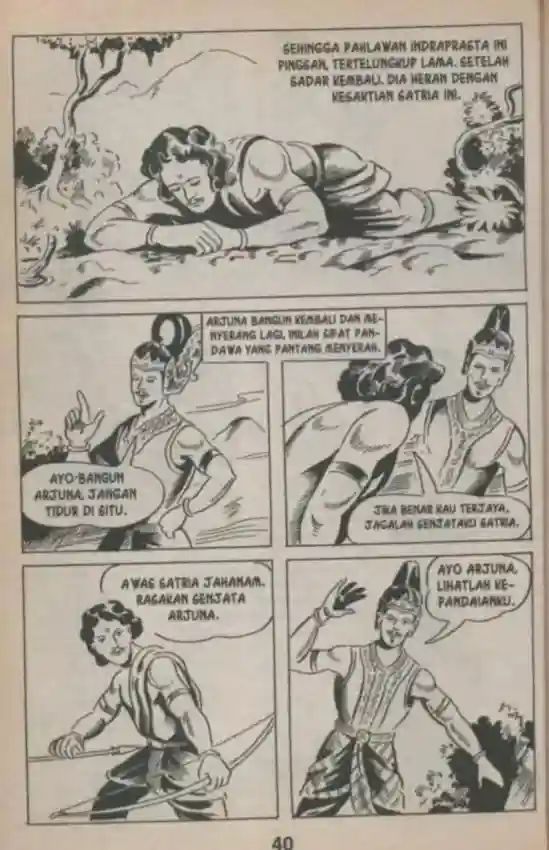 SEHINGGA PAHLAWAN INDRAPRASTA INI
PINGSAN, TERTELUNGKUP LAMA. SETELAH
SADAR KEMBALI, DIA HERAN DENGAN
KESAKTIAN SATRIA INI.
ARJUNA BANGUN KEMBALI DAN ME-
NYERANG LAGI, INILAH SIFAT PAN-
DAWA YANG PANTANG MENYERAH.
AYO-BANGUN
ARJUNA, JANGAN
TIDUR DI SITU.
JIKA BENAR KAU TERJAYA,
JAGALAH SENJATAKU SATRIA.
AWAS SATRIA JAHANAM.
RASAKAN SENJATA
ARJUNA.
AYO ARJUNA,
LIHATLAH KE-
PANDAIANKU.
40